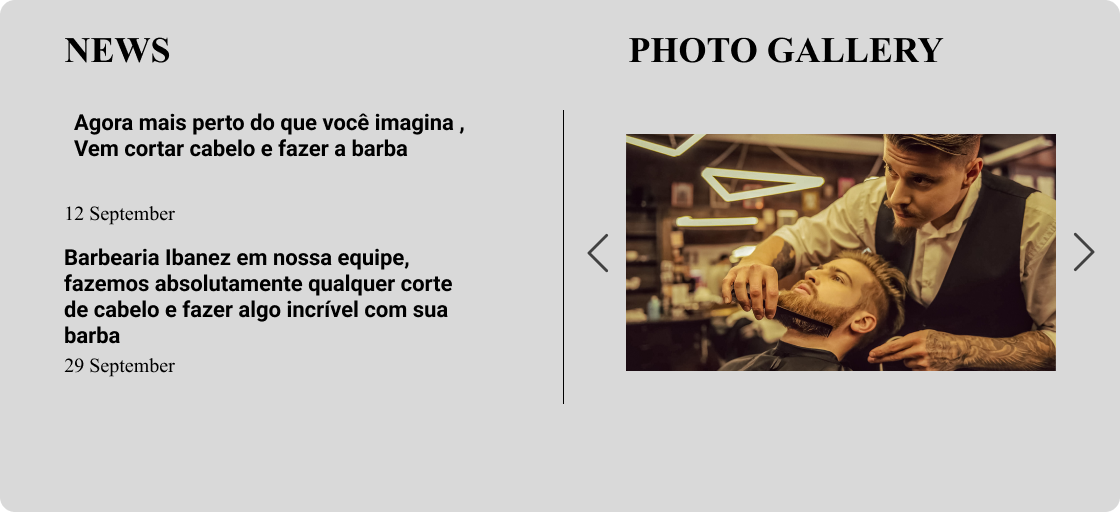 NEWS
Agora mais perto do que você imagina ,
Vem cortar cabelo e fazer a barba
12 September
Barbearia Ibanez em nossa equipe,
fazemos absolutamente qualquer corte
de cabelo e fazer algo incrível com sua
barba
29 September
PHOTO GALLERY